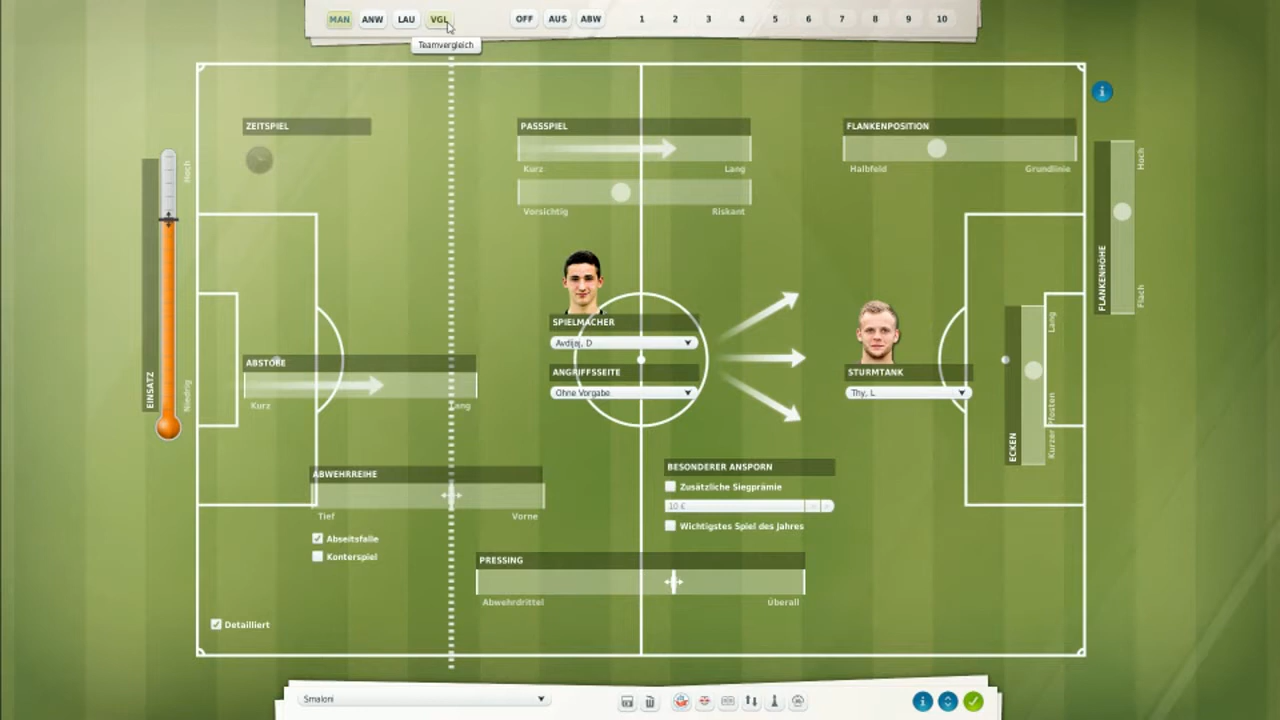 MAN ANW LAU VGL OFF AUS ABW 1 2 3 4 5 6 7 8 9 10
Teamvergleich
ZEITSPIEL
PASSSPIEL
Kurz Lang
Vorsichtig Riskant
FLANKENPOSITION
Halbfeld Grundlinie
EINSATZ
Hoch
Niedrig
FLANKENHÖHE
Hoch
Flach
SPIELMACHER
Avdijaj, D
ANGRIFFSSEITE
Ohne Vorgabe
STURMTANK
Thy, L
ABSTÖßE
Kurz Lang
ECKEN
Lang
Kurzer Pfosten
ABWEHRREIHE
Tief Vorne
Abseitsfalle
Konterspiel
BESONDERER ANSPORN
Zusätzliche Siegprämie
10 €
Wichtigstes Spiel des Jahres
PRESSING
Abwehrdrittel Überall
Detailliert
Smaloni